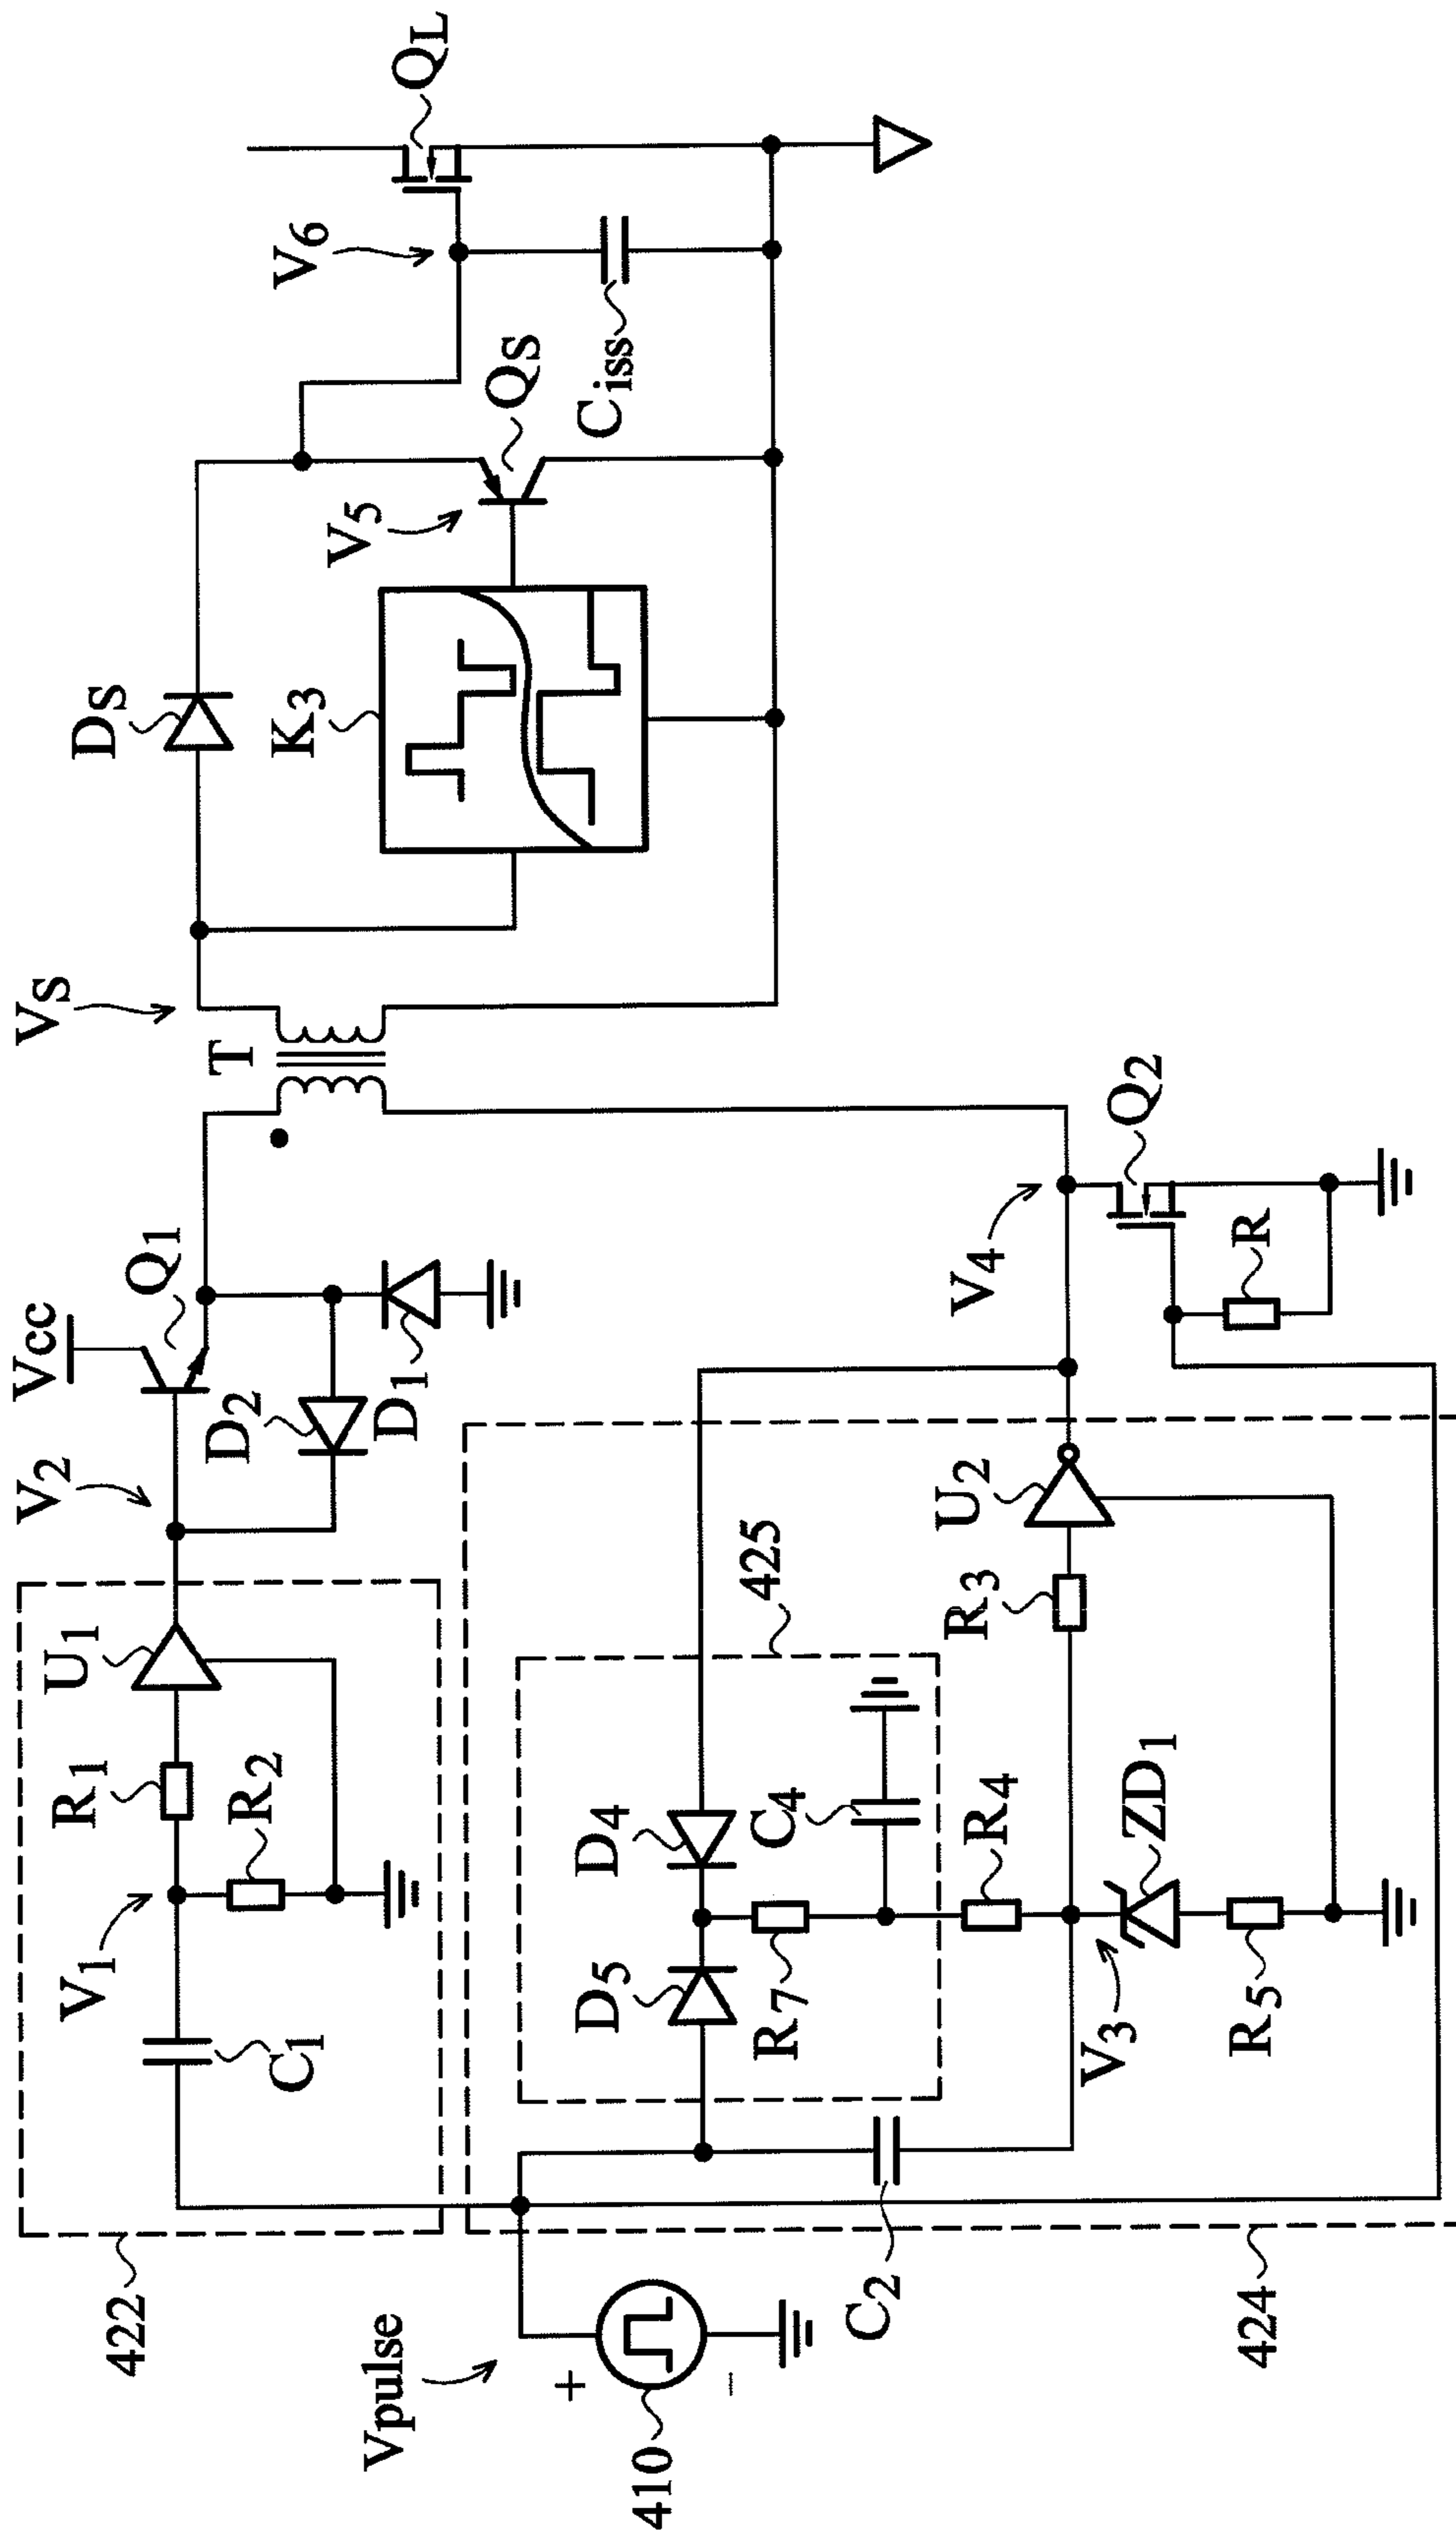 422
V1
C1
R1
R2
U1
V2
Vcc
Q1
D2
D1
T
VS
DS
K3
V5
QS
V6
Ciss
QL
Vpulse
+
−
410
C2
424
D5
D4
R7
C4
425
R4
R3
U2
V3
ZD1
R5
V4
Q2
R